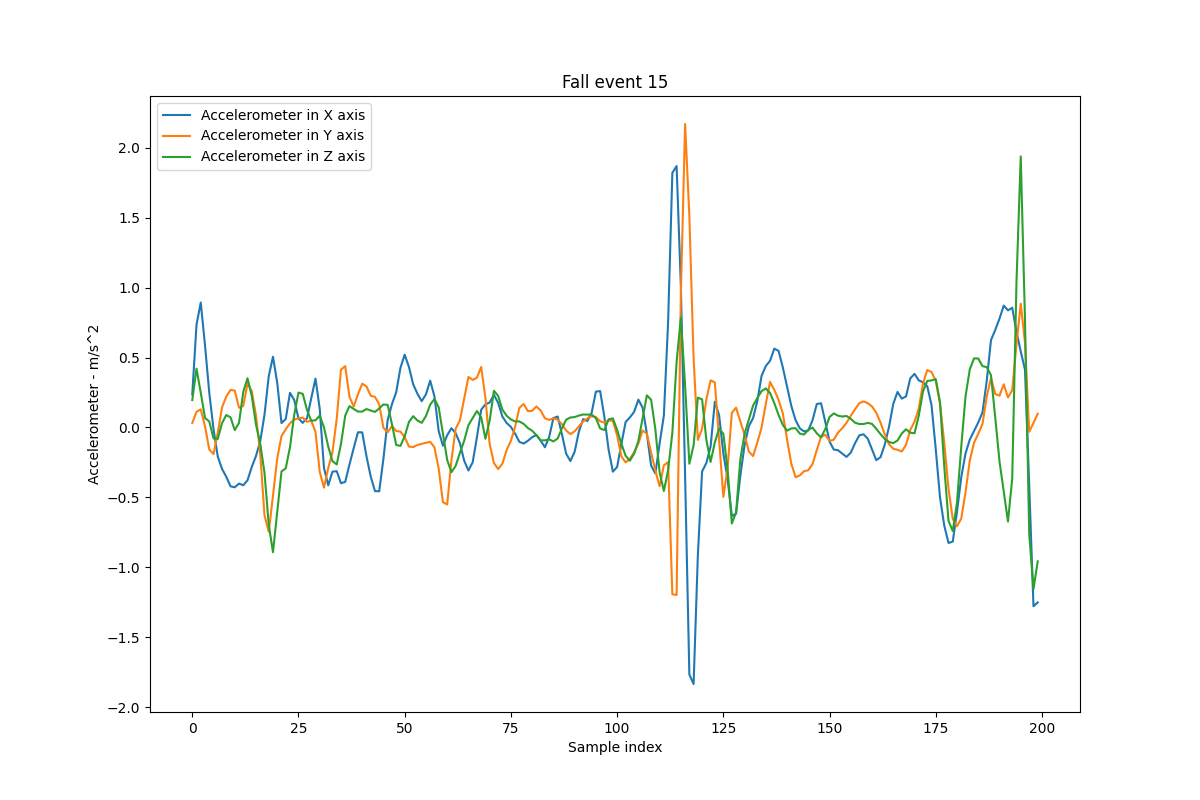 Fall event 15
Accelerometer in X axis
Accelerometer in Y axis
Accelerometer in Z axis
2.0
1.5
1.0
0.5
0.0
−0.5
−1.0
−1.5
−2.0
Accelerometer - m/s^2
0 25 50 75 100 125 150 175 200
Sample index